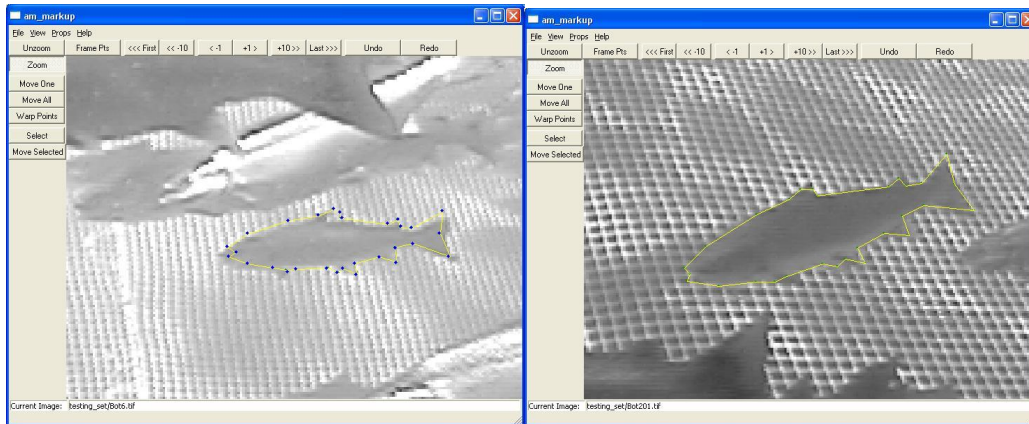 am_markup
File View Props Help
Unzoom Frame Pts <<< First << -10 < -1 +1 > +10 >> Last >>> Undo Redo
Zoom
Move One
Move All
Warp Points
Select
Move Selected
Current Image: testing_set/Bot6.tif
am_markup
File View Props Help
Unzoom Frame Pts <<< First << -10 < -1 +1 > +10 >> Last >>> Undo Redo
Zoom
Move One
Move All
Warp Points
Select
Move Selected
Current Image: testing_set/Bot201.tif